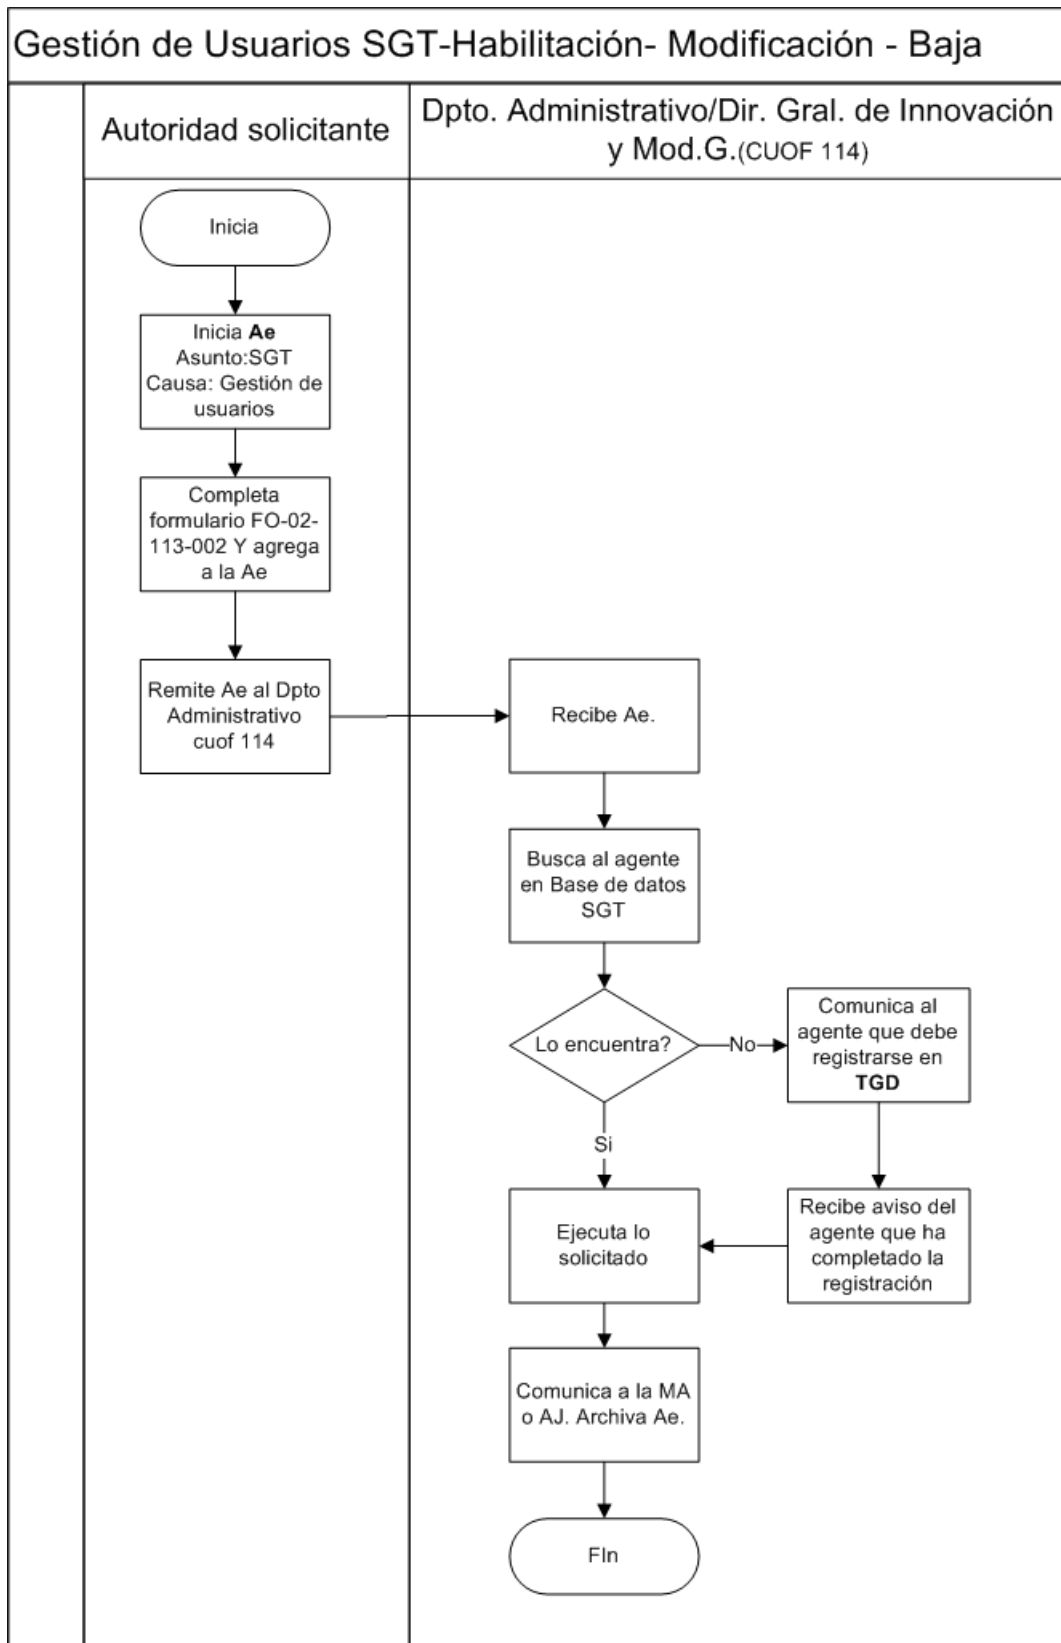 Gestión de Usuarios SGT-Habilitación- Modificación - Baja
Autoridad solicitante
Dpto. Administrativo/Dir. Gral. de Innovación
y Mod.G.(CUOF 114)
Inicia
Inicia Ae
Asunto:SGT
Causa: Gestión de
usuarios
Completa
formulario FO-02-
113-002 Y agrega
a la Ae
Remite Ae al Dpto
Administrativo
cuof 114
Recibe Ae.
Busca al agente
en Base de datos
SGT
Lo encuentra?
No
Comunica al
agente que debe
registrarse en
TGD
Si
Recibe aviso del
agente que ha
completado la
registración
Ejecuta lo
solicitado
Comunica a la MA
o AJ. Archiva Ae.
FIn